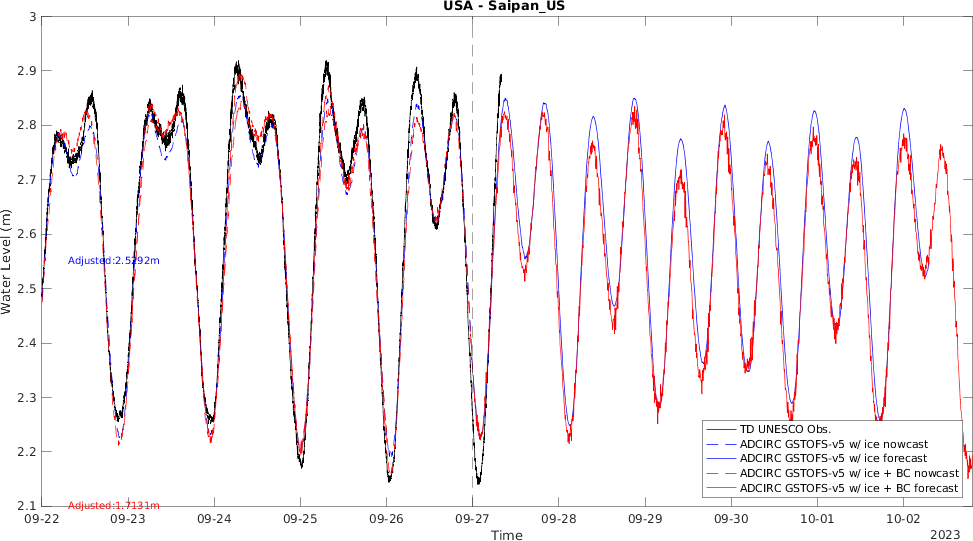 USA - Saipan_US
3
2.9
2.8
2.7
2.6
2.5
2.4
2.3
2.2
2.1
Water Level (m)
Adjusted:2.5292m
Adjusted:1.7131m
TD UNESCO Obs.
ADCIRC GSTOFS-v5 w/ ice nowcast
ADCIRC GSTOFS-v5 w/ ice forecast
ADCIRC GSTOFS-v5 w/ ice + BC nowcast
ADCIRC GSTOFS-v5 w/ ice + BC forecast
09-22 09-23 09-24 09-25 09-26 09-27 09-28 09-29 09-30 10-01 10-02
Time
2023